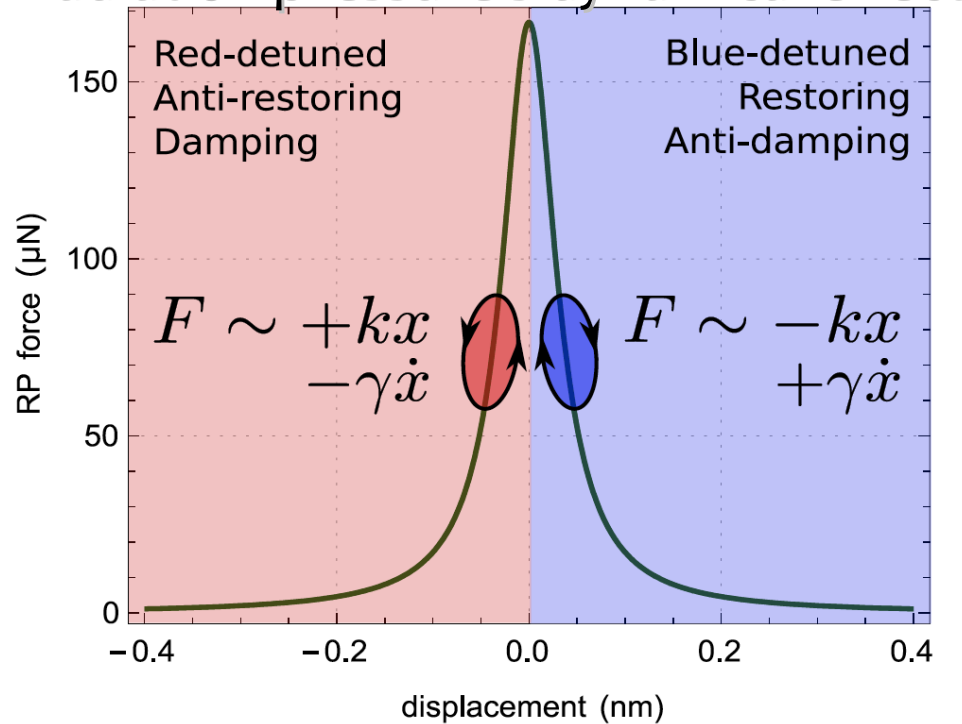 Red-detuned
Anti-restoring
Damping
Blue-detuned
Restoring
Anti-damping
150
100
50
0
RP force (µN)
F ∼ +kx
−γẋ
F ∼ −kx
+γẋ
−0.4
−0.2
0.0
0.2
0.4
displacement (nm)